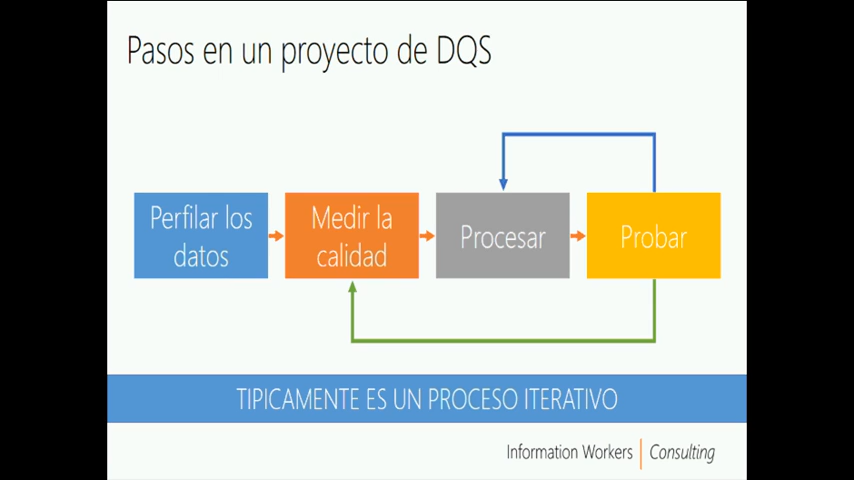 Pasos en un proyecto de DQS
Perfilar los
datos
Medir la
calidad
Procesar
Probar
TIPICAMENTE ES UN PROCESO ITERATIVO
Information Workers
Consulting